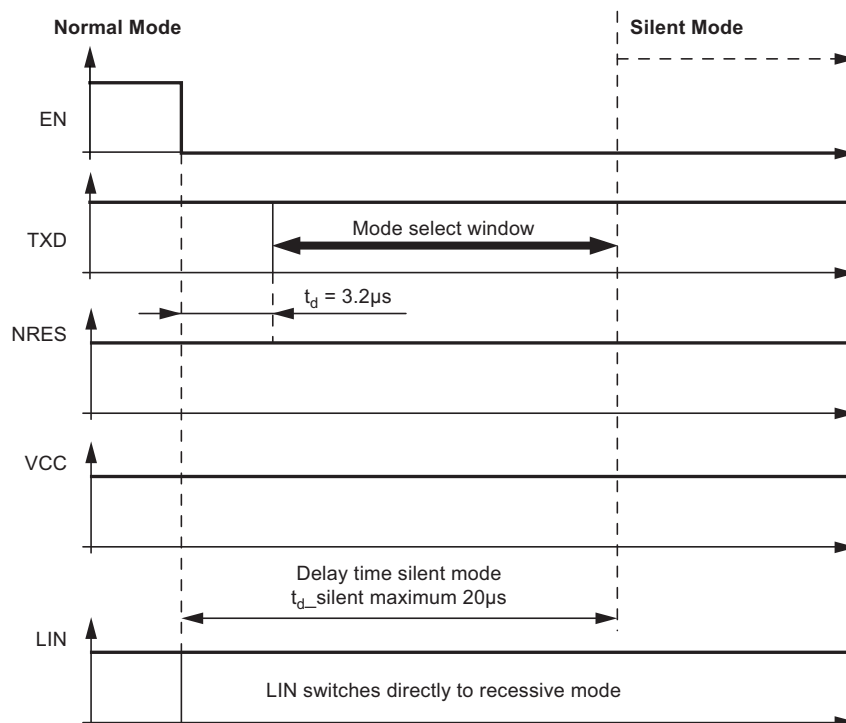 Normal Mode
Silent Mode
EN
TXD
Mode select window
t_d = 3.2µs
NRES
VCC
Delay time silent mode
t_d_silent maximum 20µs
LIN
LIN switches directly to recessive mode